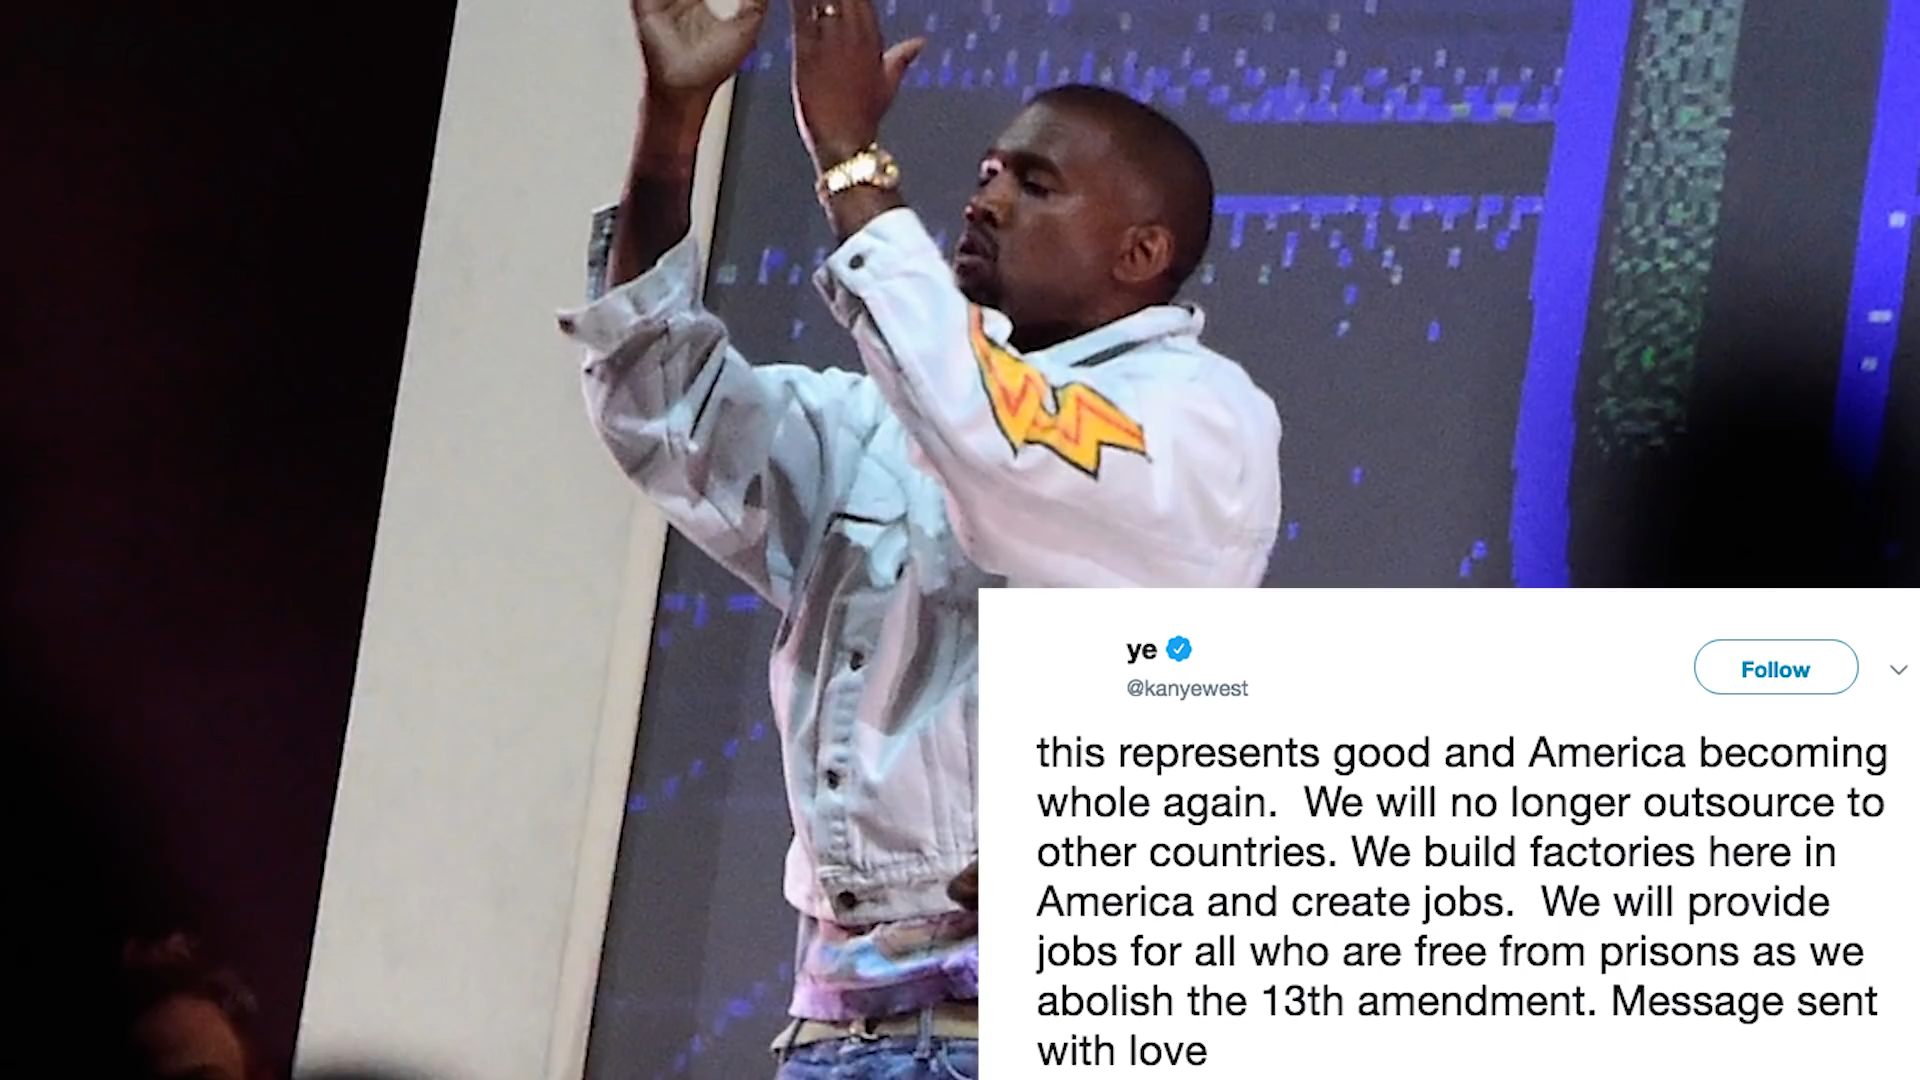 ye
@kanyewest
Follow
this represents good and America becoming
whole again.  We will no longer outsource to
other countries. We build factories here in
America and create jobs.  We will provide
jobs for all who are free from prisons as we
abolish the 13th amendment. Message sent
with love